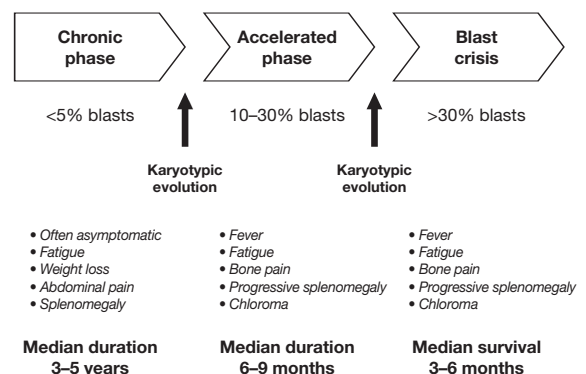 Chronic
phase
Accelerated
phase
Blast
crisis
<5% blasts
10–30% blasts
>30% blasts
Karyotypic
evolution
Karyotypic
evolution
• Often asymptomatic
• Fatigue
• Weight loss
• Abdominal pain
• Splenomegaly
• Fever
• Fatigue
• Bone pain
• Progressive splenomegaly
• Chloroma
• Fever
• Fatigue
• Bone pain
• Progressive splenomegaly
• Chloroma
Median duration
3–5 years
Median duration
6–9 months
Median survival
3–6 months